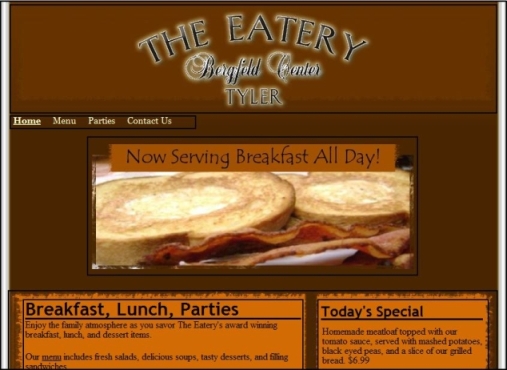 THE EATERY
Bergfeld Center
TYLER
Home Menu Parties Contact Us
Now Serving Breakfast All Day!
Breakfast, Lunch, Parties
Enjoy the family atmosphere as you savor The Eatery's award winning
breakfast, lunch, and dessert items.
Our menu includes fresh salads, delicious soups, tasty desserts, and filling
sandwiches.
Today's Special
Homemade meatloaf topped with our
tomato sauce, served with mashed potatoes,
black eyed peas, and a slice of our grilled
bread. $6.99